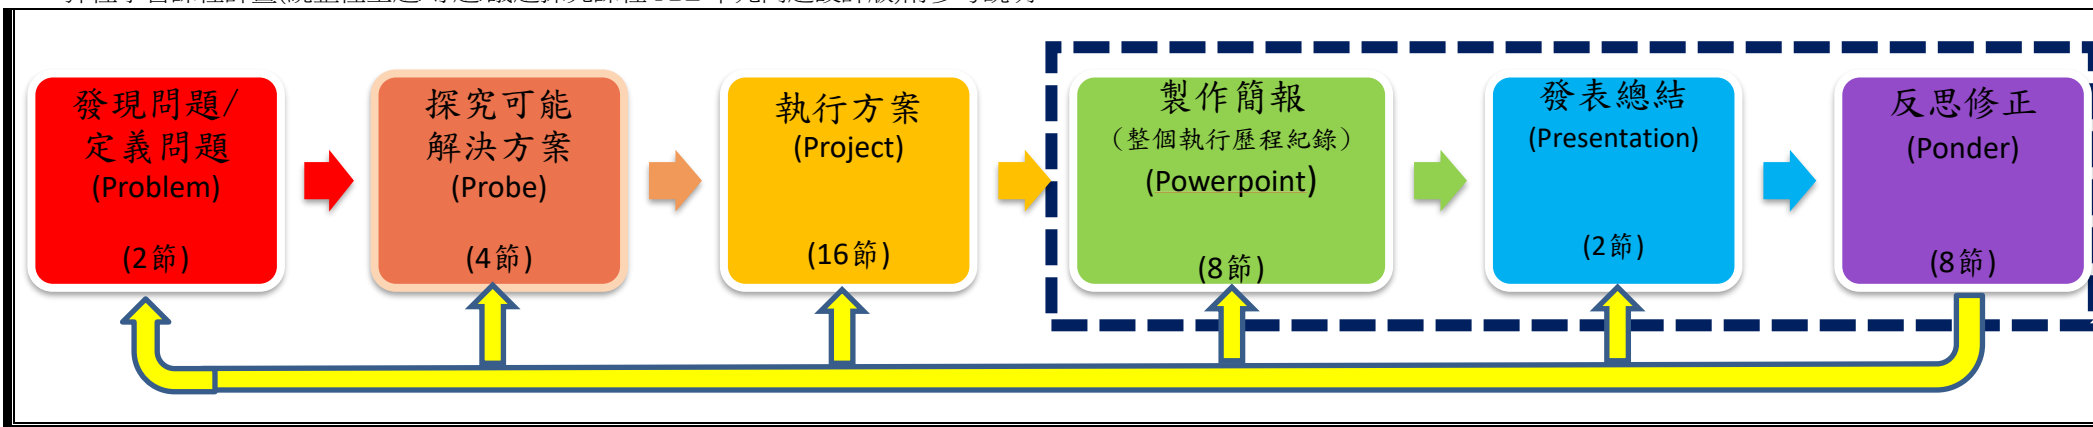 發現問題/
定義問題
(Problem)
(2節)
探究可能
解決方案
(Probe)
(4節)
執行方案
(Project)
(16節)
製作簡報
（整個執行歷程紀錄）
(Powerpoint)
(8節)
發表總結
(Presentation)
(2節)
反思修正
(Ponder)
(8節)